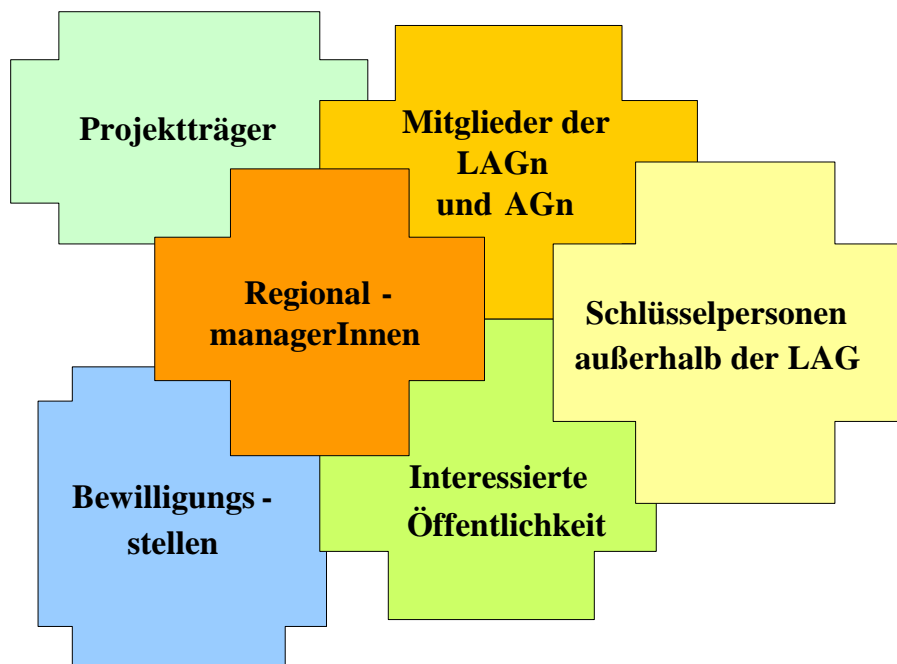 Projektträger
Mitglieder der
LAGn
und AGn
Regional -
managerInnen
Schlüsselpersonen
außerhalb der LAG
Bewilligungs -
stellen
Interessierte
Öffentlichkeit